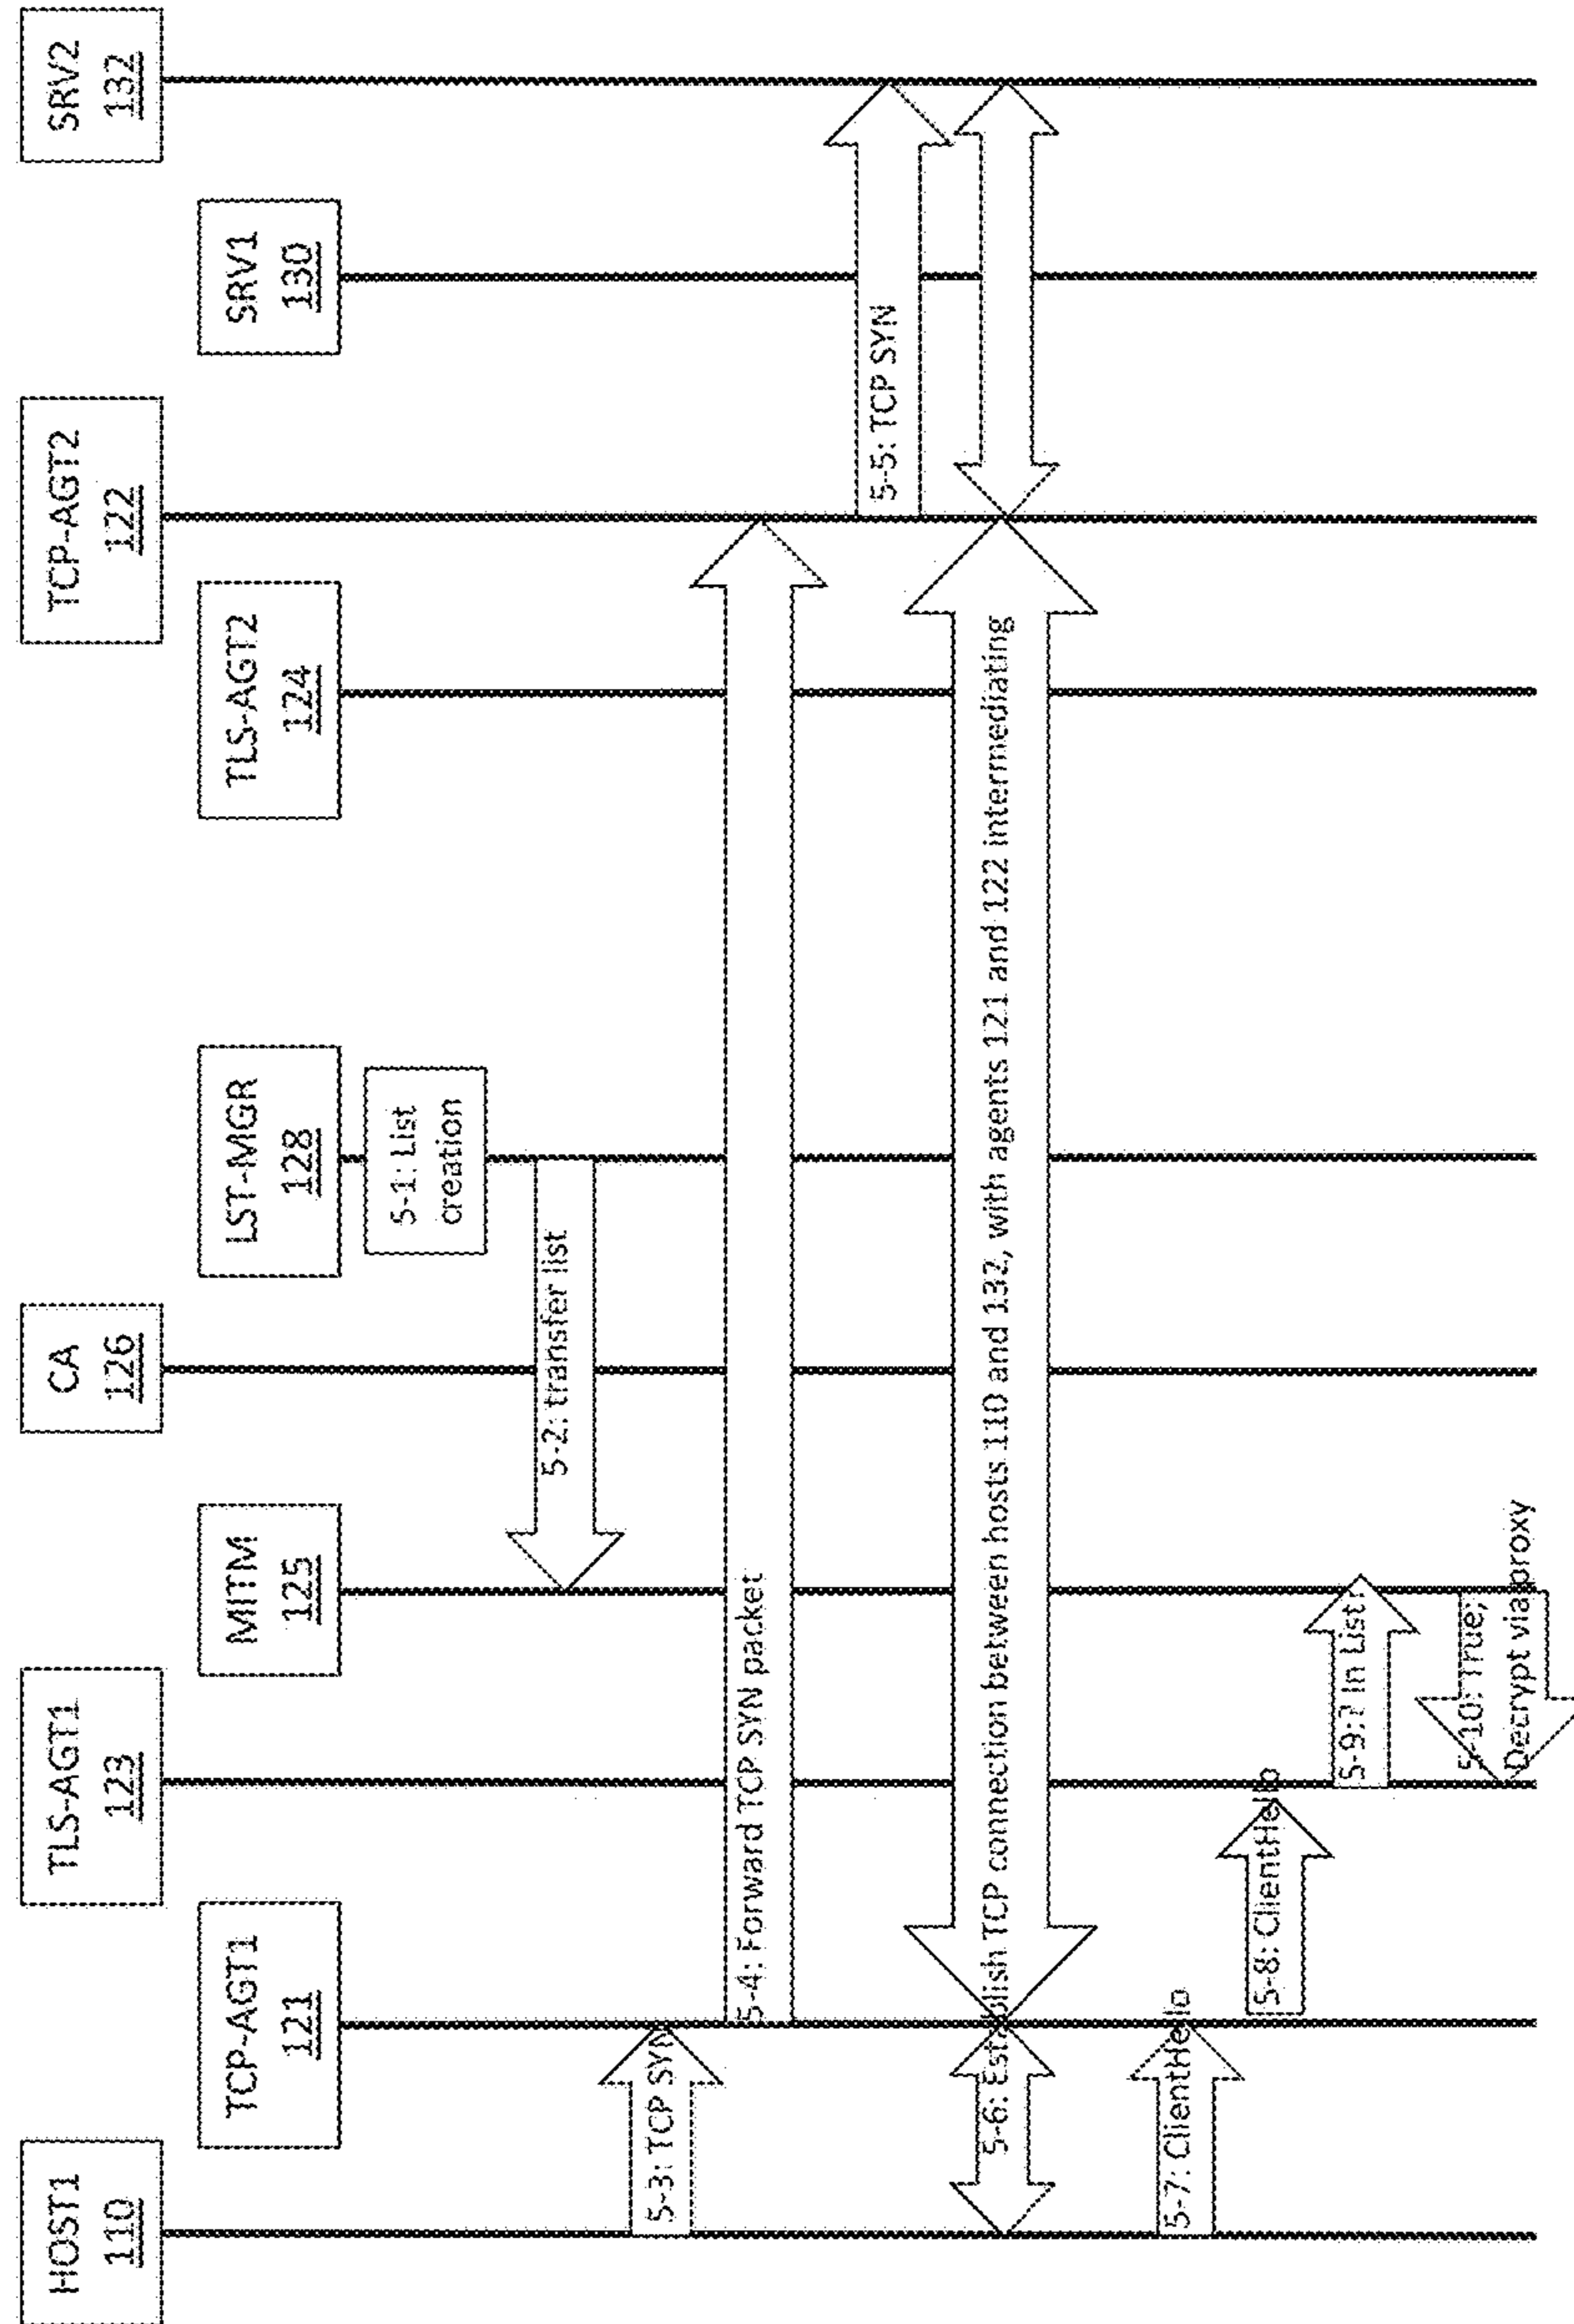 HOST1
110
TCP-AGT1
121
TLS-AGT1
123
MITM
125
CA
126
LST-MGR
128
TLS-AGT2
124
TCP-AGT2
122
SRV1
130
SRV2
132
5-1: List
creation
5-2: transfer list
5-3: TCP SYN
5-4: Forward TCP SYN packet
5-5: TCP SYN
5-6: Establish TCP connection between hosts 110 and 132, with agents 121 and 122 intermediating
5-7: ClientHello
5-8: ClientHello
5-9:? In List
5-10: True;
Decrypt via proxy